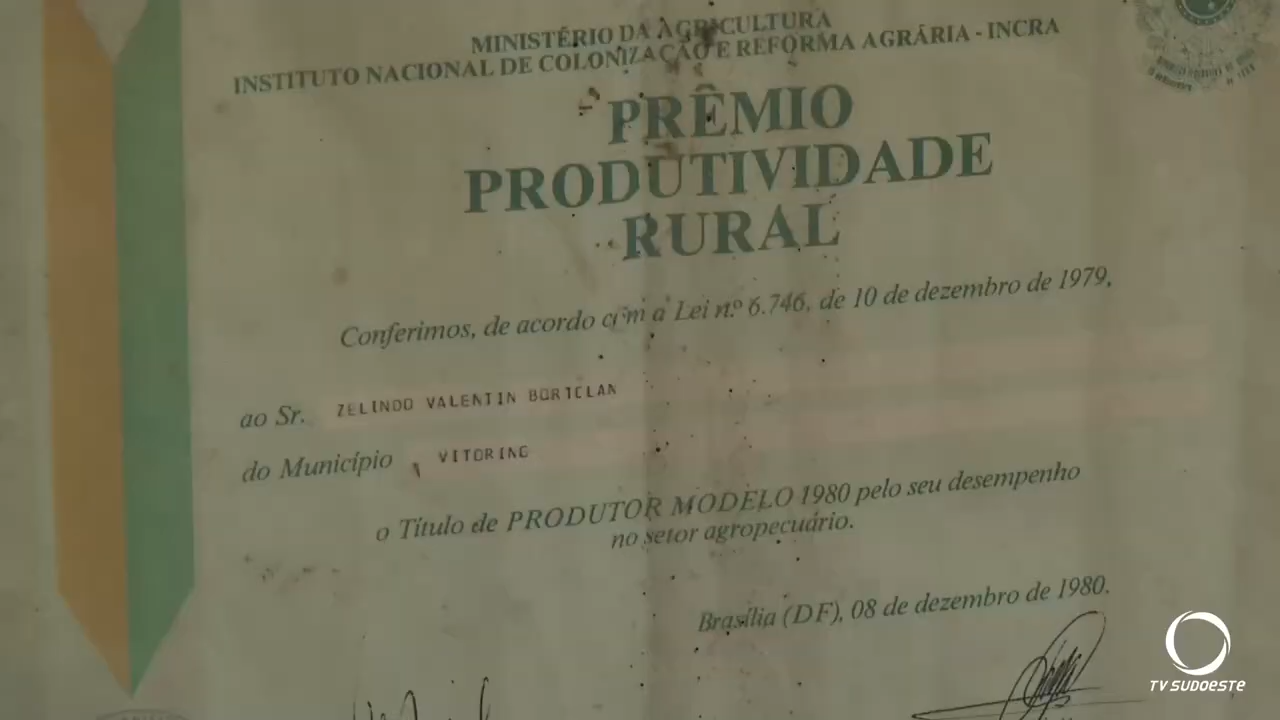 MINISTÉRIO DA AGRICULTURA
INSTITUTO NACIONAL DE COLONIZAÇÃO E REFORMA AGRÁRIA - INCRA
PRÊMIO
PRODUTIVIDADE
RURAL
Conferimos, de acordo com a Lei n.º 6.746, de 10 de dezembro de 1979,
ao Sr. ZELINDO VALENTIN BORTOLAN
do Município VITORINO
o Título de PRODUTOR MODELO 1980 pelo seu desempenho
no setor agropecuário.
Brasília (DF), 08 de dezembro de 1980.
TV SUDOESTE